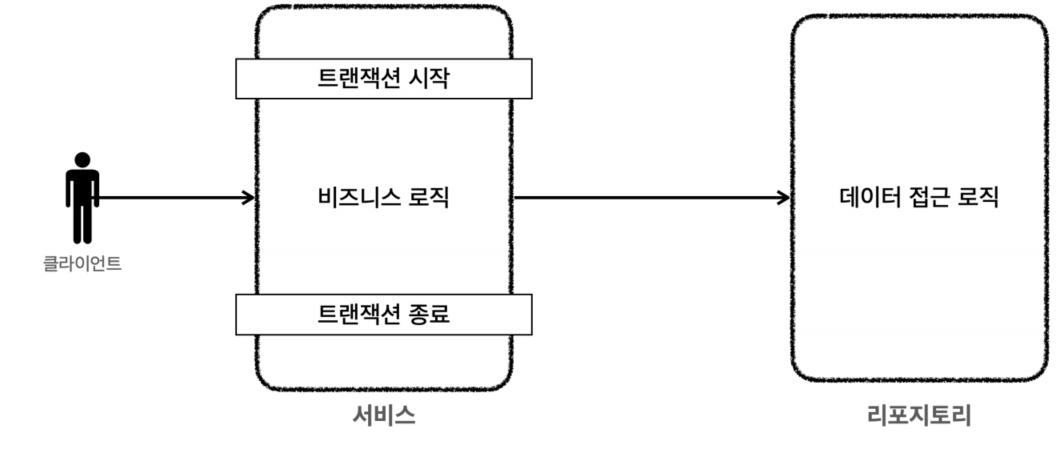 트랜잭션 시작
비즈니스 로직
데이터 접근 로직
클라이언트
트랜잭션 종료
서비스
리포지토리